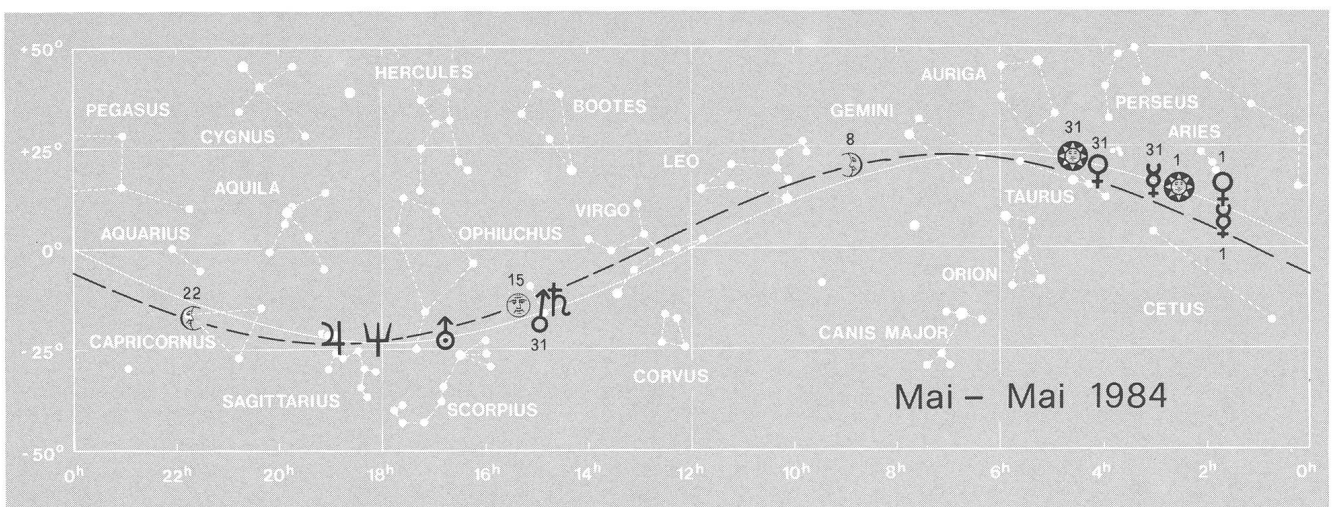 +50°
HERCULES
AURIGA
PEGASUS
BOOTES
GEMINI
PERSEUS
CYGNUS
31
ARIES
+25°
8
31
31
1
1
LEO
AQUILA
TAURUS
VIRGO
AQUARIUS
OPHIUCHUS
0°
1
ORION
15
22
CETUS
CAPRICORNUS
31
CANIS MAJOR
-25°
CORVUS
SAGITTARIUS
SCORPIUS
Mai – Mai 1984
-50°
0h 22h 20h 18h 16h 14h 12h 10h 8h 6h 4h 2h 0h